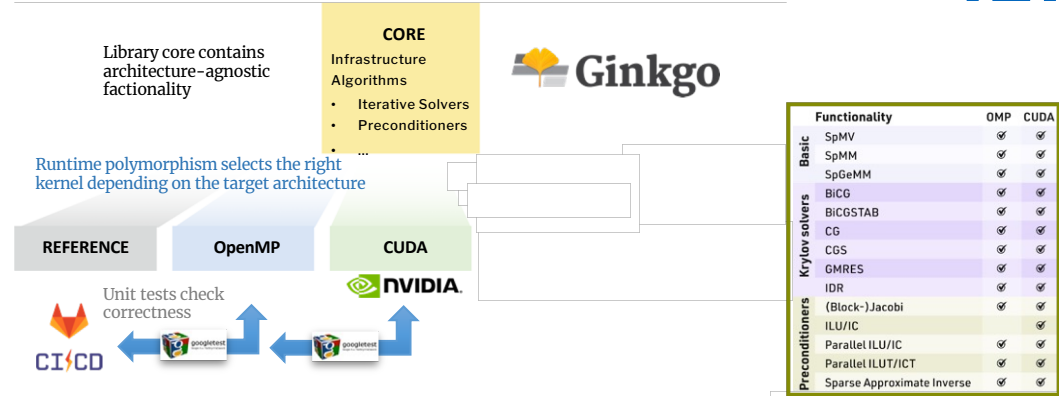 Library core contains
architecture-agnostic
factionality
CORE
Infrastructure
Algorithms
• Iterative Solvers
• Preconditioners
• ...
Ginkgo
Runtime polymorphism selects the right
kernel depending on the target architecture
REFERENCE
OpenMP
CUDA
NVIDIA.
Unit tests check
correctness
CI/CD
googletest
googletest
Functionality OMP CUDA
Basic
SpMV
SpMM
SpGeMM
Krylov solvers
BiCG
BiCGSTAB
CG
CGS
GMRES
IDR
Preconditioners
(Block-)Jacobi
ILU/IC
Parallel ILU/IC
Parallel ILUT/ICT
Sparse Approximate Inverse